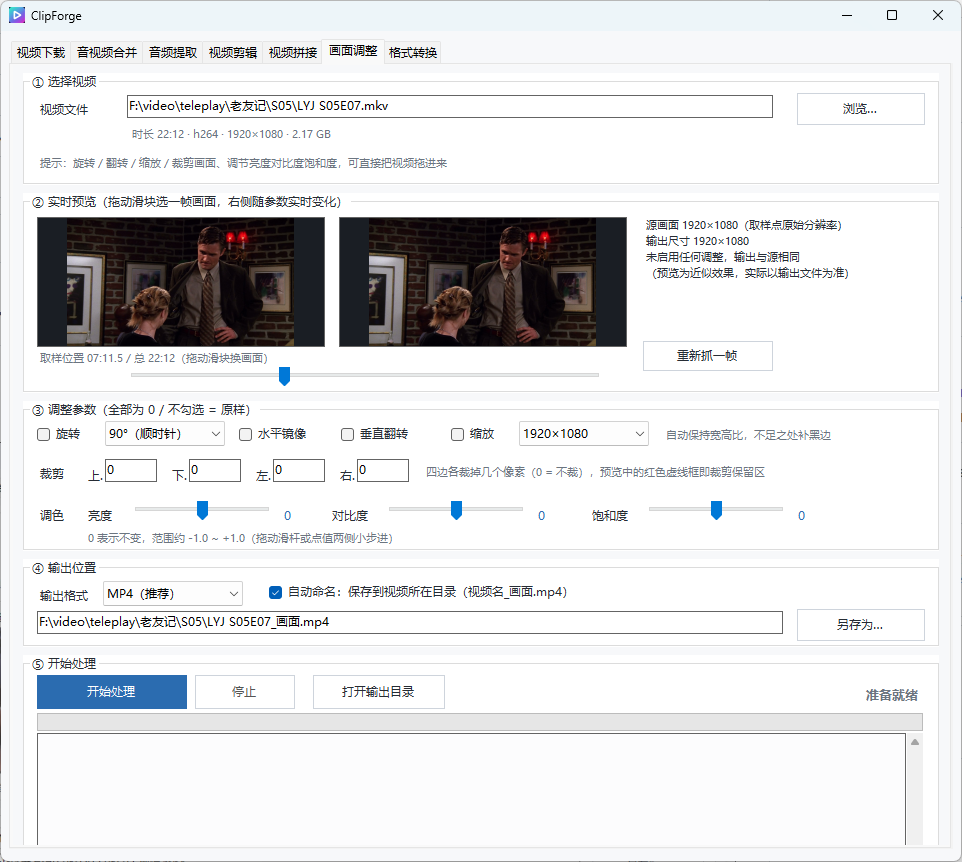 ClipForge
视频下载 音视频合并 音频提取 视频剪辑 视频拼接 画面调整 格式转换
① 选择视频
视频文件 F:\video\teleplay\老友记\S05\LYJ S05E07.mkv 浏览...
时长 22:12 · h264 · 1920×1080 · 2.17 GB
提示：旋转 / 翻转 / 缩放 / 裁剪画面、调节亮度对比度饱和度，可直接把视频拖进来
② 实时预览（拖动滑块选一帧画面，右侧随参数实时变化）
源画面 1920×1080（取样点原始分辨率）
输出尺寸 1920×1080
未启用任何调整，输出与源相同
（预览为近似效果，实际以输出文件为准）
取样位置 07:11.5 / 总 22:12（拖动滑块换画面）
重新抓一帧
③ 调整参数（全部为 0 / 不勾选 = 原样）
旋转 90°（顺时针） 水平镜像 垂直翻转 缩放 1920×1080 自动保持宽高比，不足之处补黑边
裁剪 上. 0 下. 0 左. 0 右. 0 四边各裁掉几个像素（0 = 不裁），预览中的红色虚线框即裁剪保留区
调色 亮度 0 对比度 0 饱和度 0
0 表示不变，范围约 -1.0 ~ +1.0（拖动滑杆或点值两侧小步进）
④ 输出位置
输出格式 MP4（推荐） 自动命名：保存到视频所在目录（视频名_画面.mp4）
F:\video\teleplay\老友记\S05\LYJ S05E07_画面.mp4 另存为...
⑤ 开始处理
开始处理 停止 打开输出目录 准备就绪